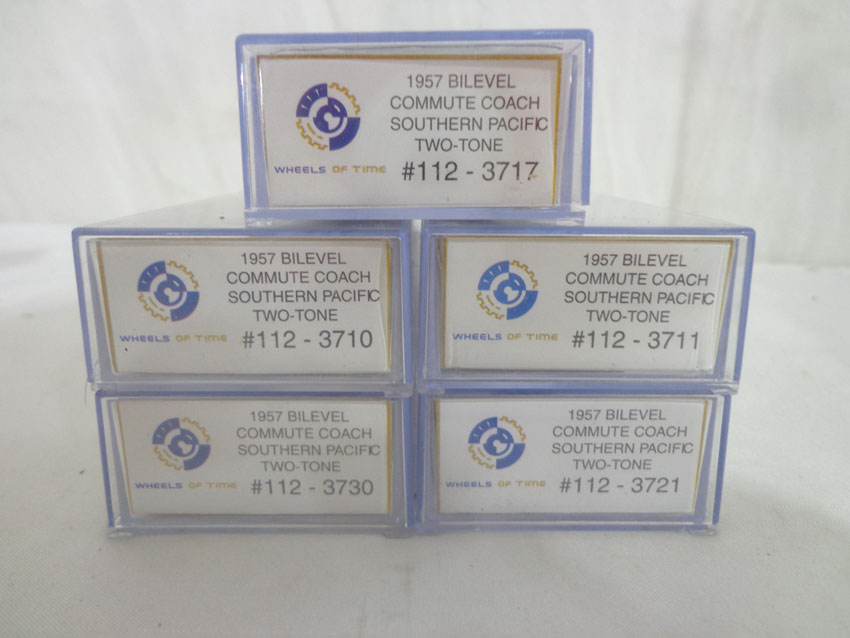 1957 BILEVEL
COMMUTE COACH
SOUTHERN PACIFIC
TWO-TONE
WHEELS OF TIME #112 - 3717
1957 BILEVEL
COMMUTE COACH
SOUTHERN PACIFIC
TWO-TONE
WHEELS OF TIME #112 - 3710
1957 BILEVEL
COMMUTE COACH
SOUTHERN PACIFIC
TWO-TONE
WHEELS OF TIME #112 - 3711
1957 BILEVEL
COMMUTE COACH
SOUTHERN PACIFIC
TWO-TONE
WHEELS OF TIME #112 - 3730
1957 BILEVEL
COMMUTE COACH
SOUTHERN PACIFIC
TWO-TONE
WHEELS OF TIME #112 - 3721